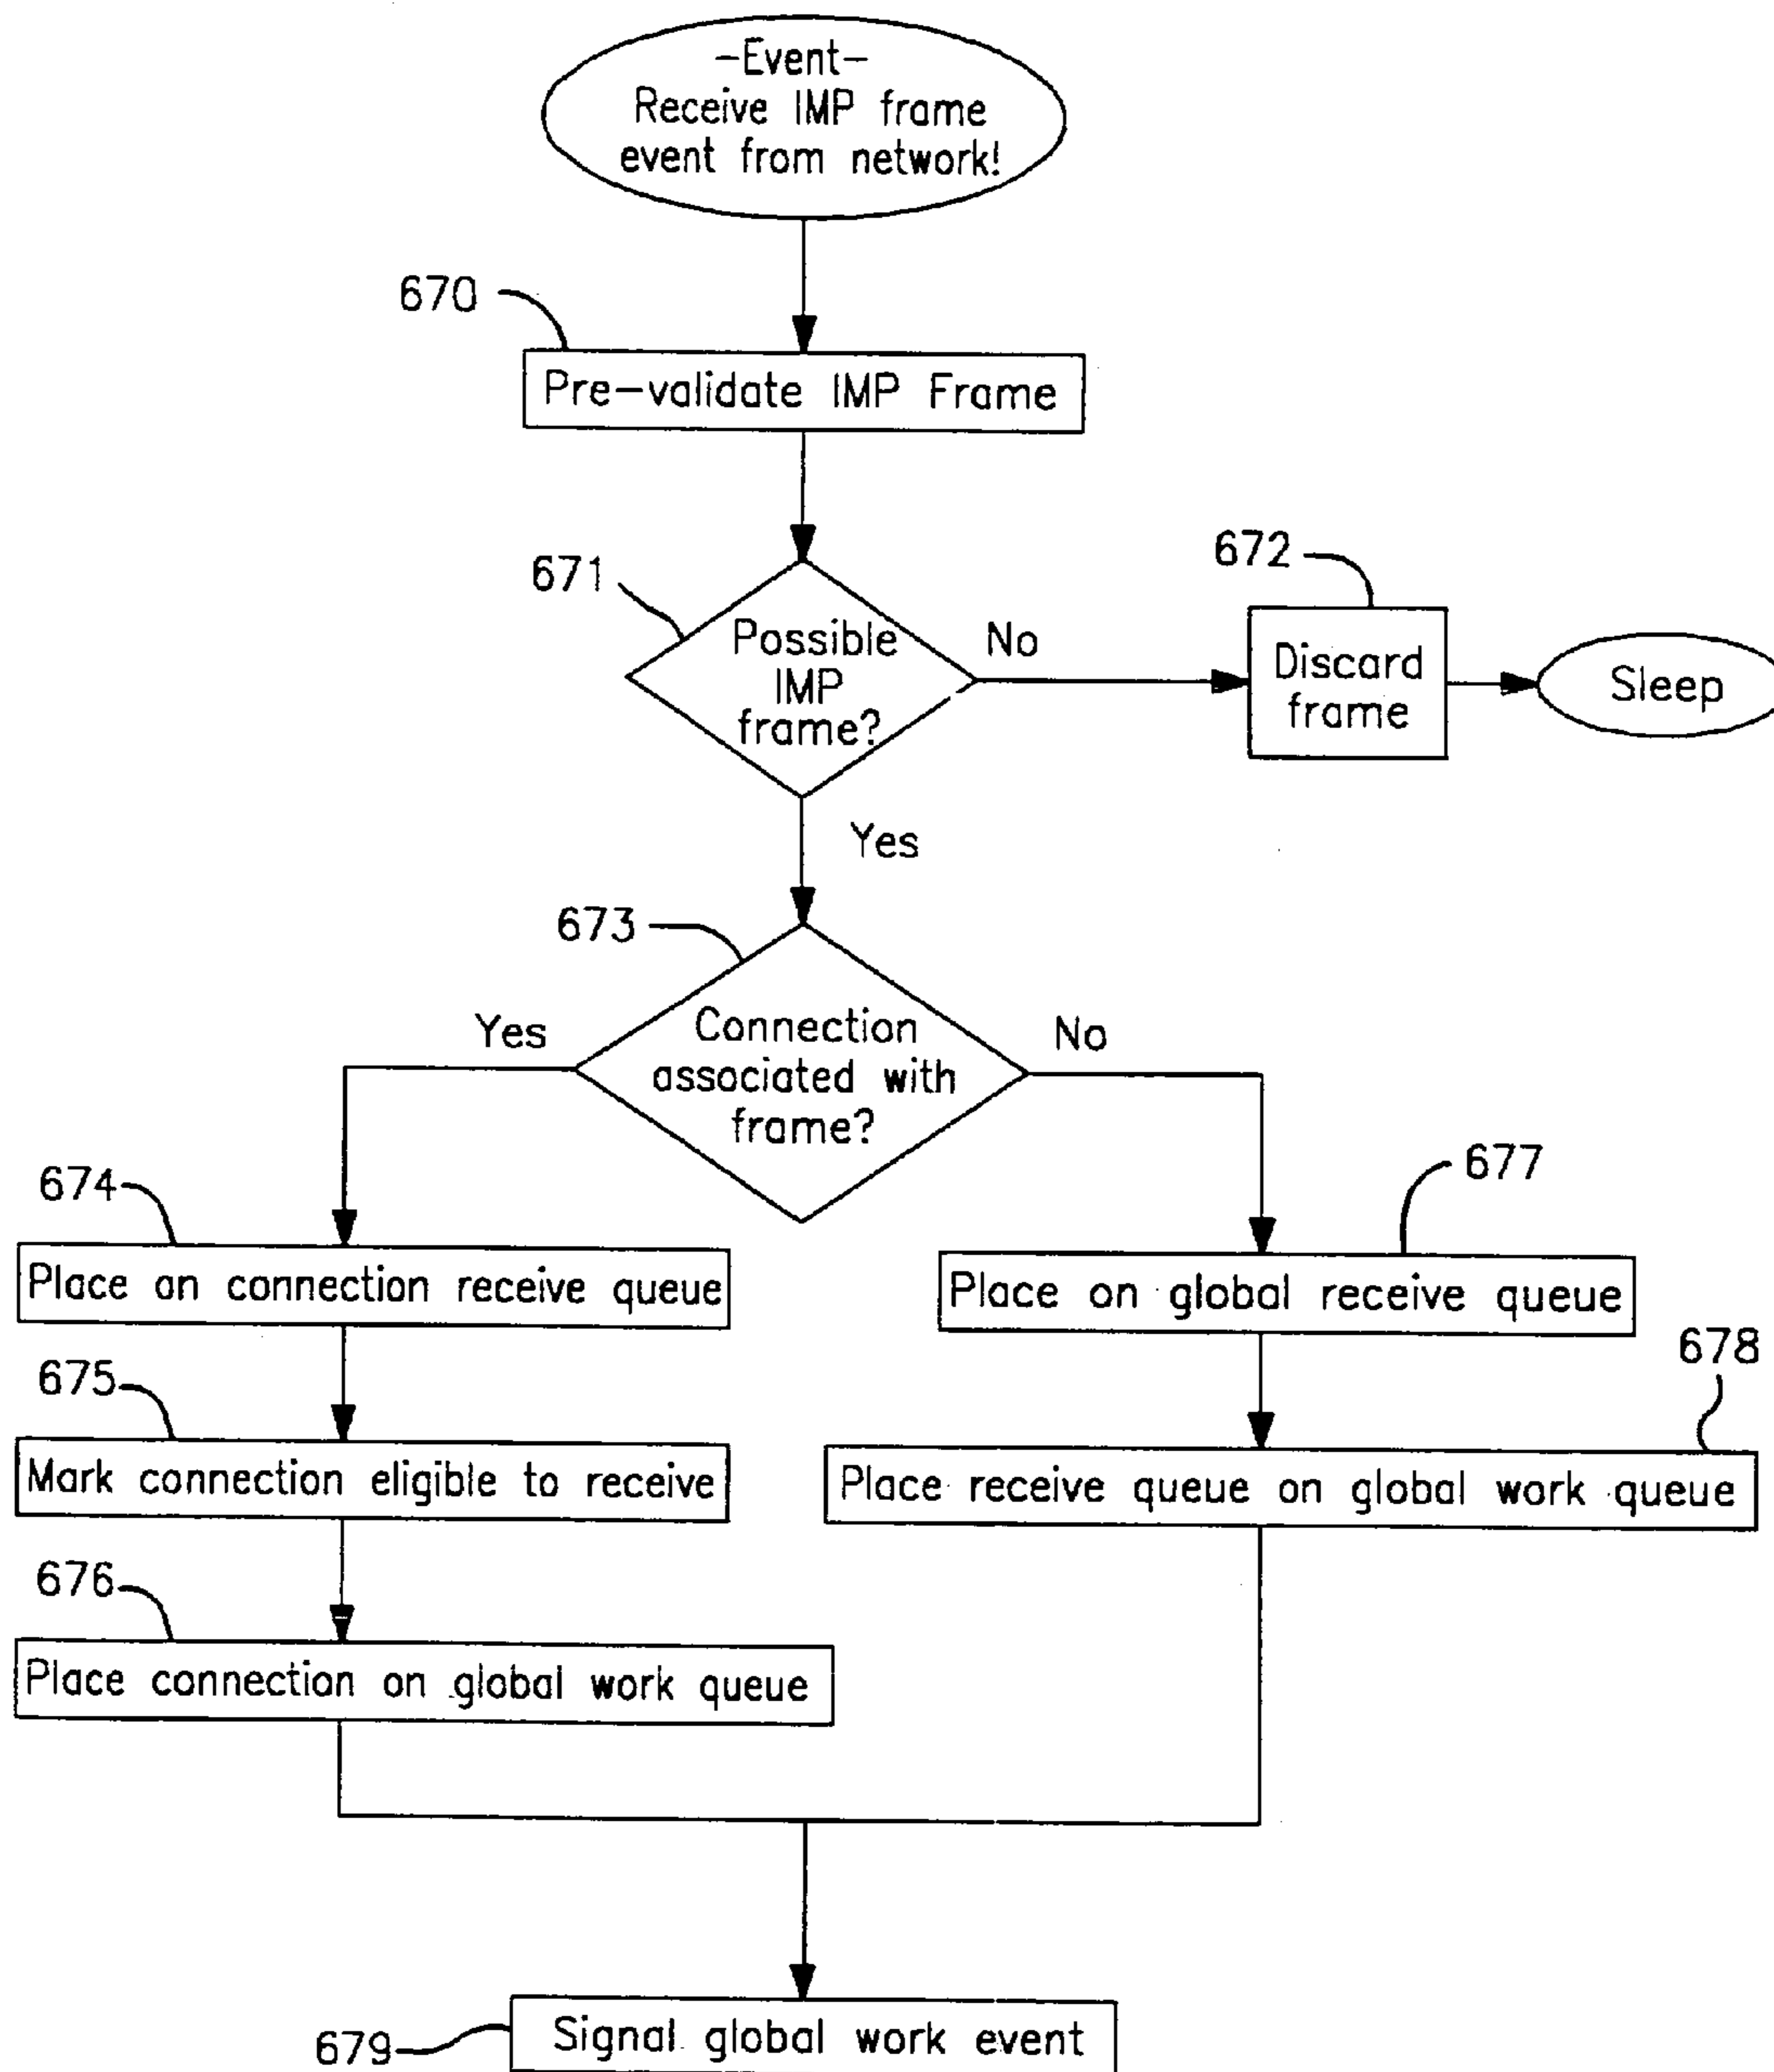 -Event-
Receive IMP frame
event from network!
670
Pre-validate IMP Frame
671
Possible
IMP
frame?
No
672
Discard
frame
Sleep
Yes
673
Connection
associated with
frame?
Yes
No
674
Place on connection receive queue
677
Place on global receive queue
675
Mark connection eligible to receive
678
Place receive queue on global work queue
676
Place connection on global work queue
679
Signal global work event